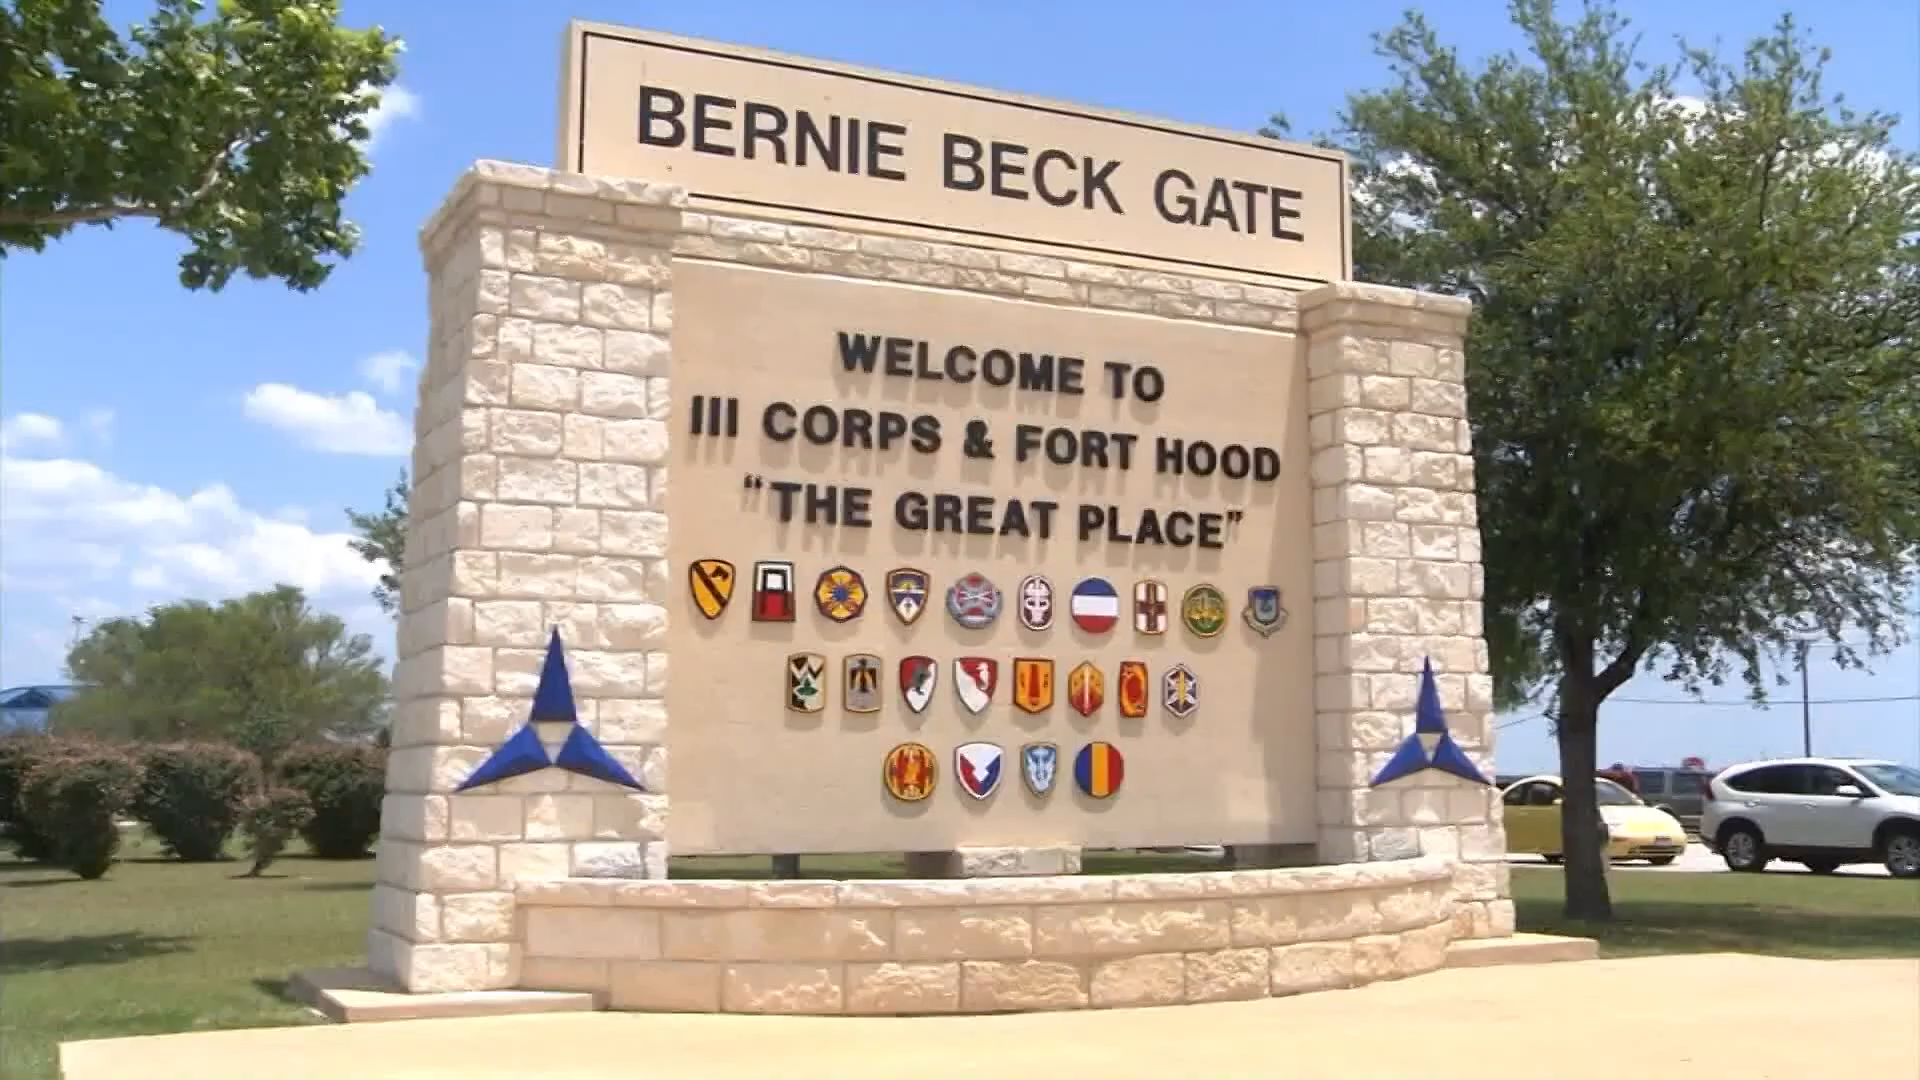 BERNIE BECK GATE
WELCOME TO
III CORPS & FORT HOOD
"THE GREAT PLACE"